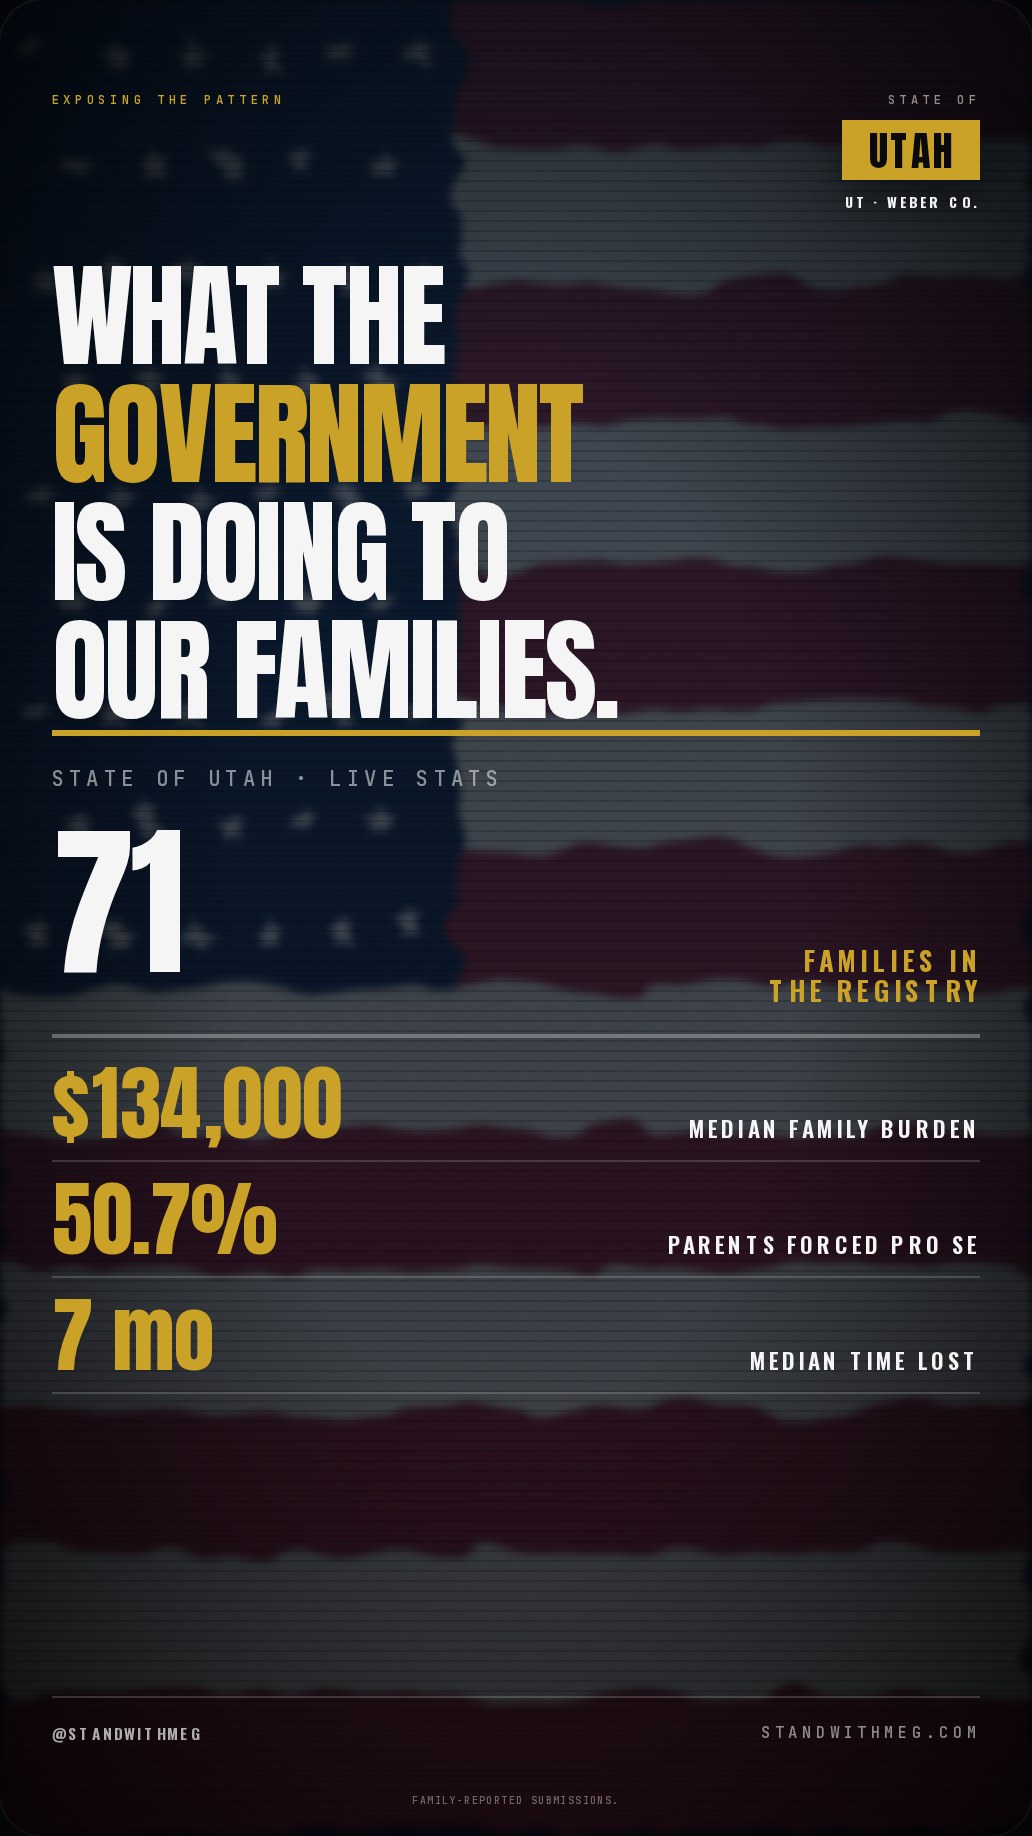 EXPOSING THE PATTERN
STATE OF
UTAH
UT · WEBER CO.
WHAT THE
GOVERNMENT
IS DOING TO
OUR FAMILIES.
STATE OF UTAH · LIVE STATS
71
FAMILIES IN
THE REGISTRY
$134,000
MEDIAN FAMILY BURDEN
50.7%
PARENTS FORCED PRO SE
7 mo
MEDIAN TIME LOST
@STANDWITHMEG
STANDWITHMEG.COM
FAMILY-REPORTED SUBMISSIONS.